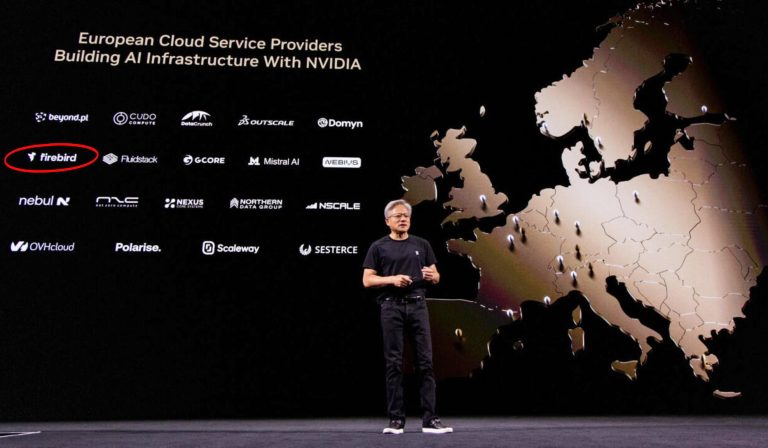 European Cloud Service Providers
Building AI Infrastructure With NVIDIA
beyond.pl CUDO COMPUTE DataCrunch OUTSCALE Domyn
firebird Fluidstack GCORE Mistral AI NEBIUS
nebul NEXUS NORTHERN DATA GROUP NSCALE
OVHcloud Polarise. Scaleway SESTERCE